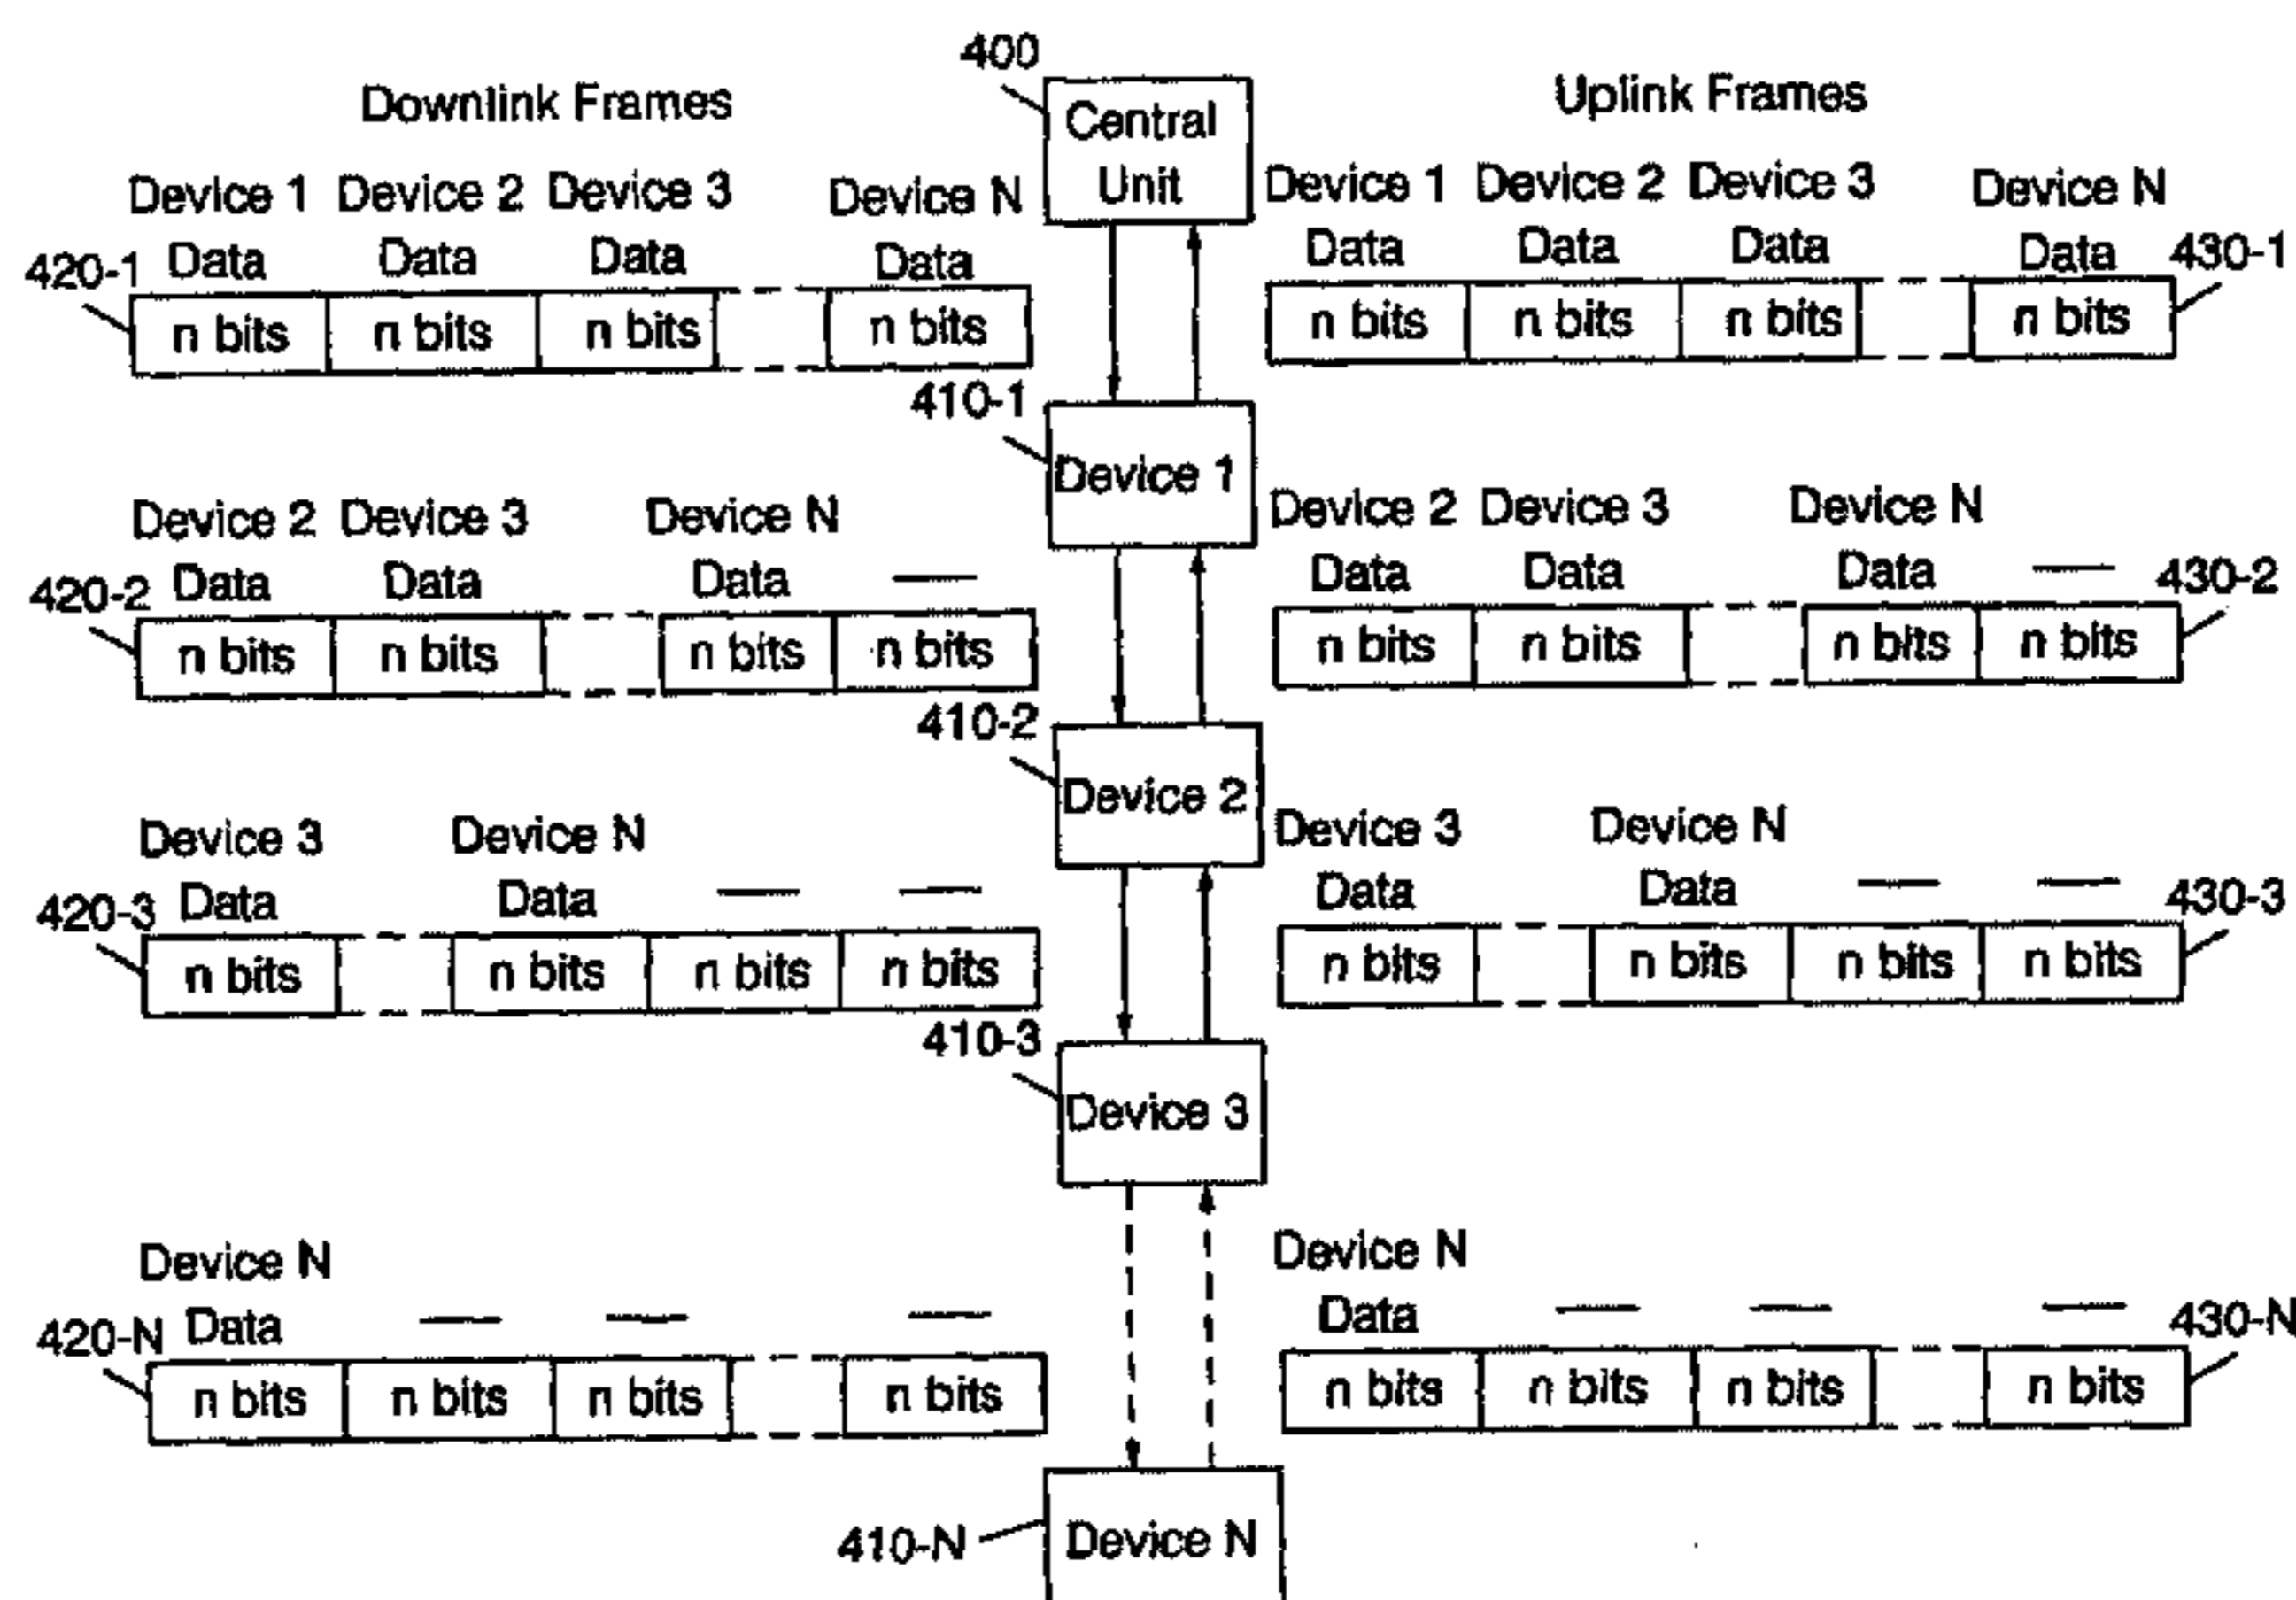 400
Downlink Frames
Central
Unit
Uplink Frames
Device 1 Device 2 Device 3 Device N
Data Data Data Data
420-1
n bits n bits n bits n bits
Device 1 Device 2 Device 3 Device N
Data Data Data Data
430-1
n bits n bits n bits n bits
410-1
Device 1
Device 2 Device 3 Device N
Data Data Data —
420-2
n bits n bits n bits n bits
Device 2 Device 3 Device N
Data Data Data —
430-2
n bits n bits n bits n bits
410-2
Device 2
Device 3 Device N
Data Data — —
420-3
n bits n bits n bits n bits
Device 3 Device N
Data Data — —
430-3
n bits n bits n bits n bits
410-3
Device 3
Device N
Data — — —
420-N
n bits n bits n bits n bits
Device N
Data — — —
430-N
n bits n bits n bits n bits
410-N
Device N